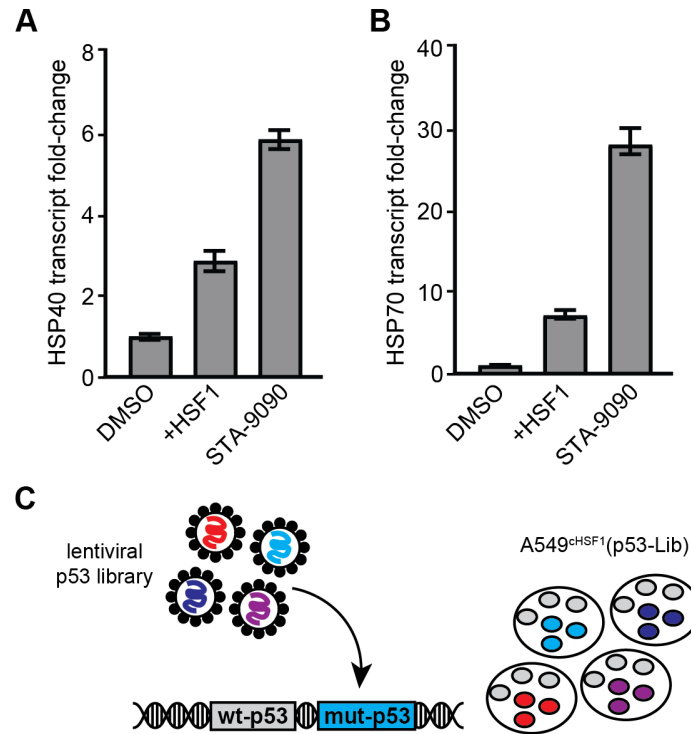 A
HSP40 transcript fold-change
8
6
4
2
0
DMSO
+HSF1
STA-9090
B
HSP70 transcript fold-change
40
30
20
10
0
DMSO
+HSF1
STA-9090
C
lentiviral
p53 library
A549ᶜᴴˢᶠ¹(p53-Lib)
wt-p53
mut-p53